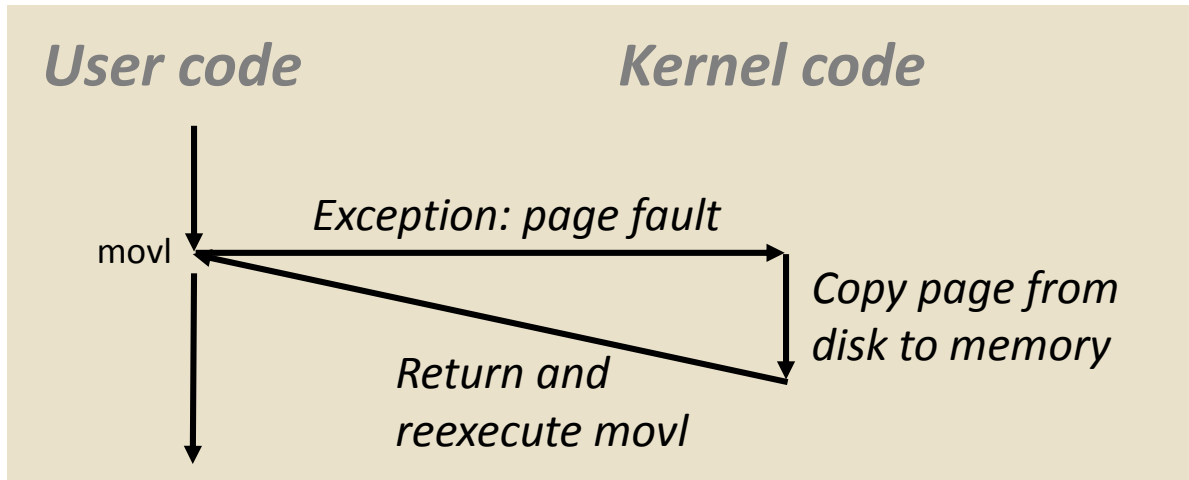 User code
Kernel code
Exception: page fault
movl
Copy page from
disk to memory
Return and
reexecute movl